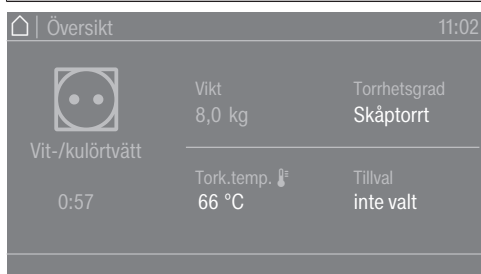 Översikt 11:02
Vikt
8,0 kg
Torrhetsgrad
Skåptorrt
Vit-/kulörtvätt
0:57
Tork.temp.
66 °C
Tillval
inte valt